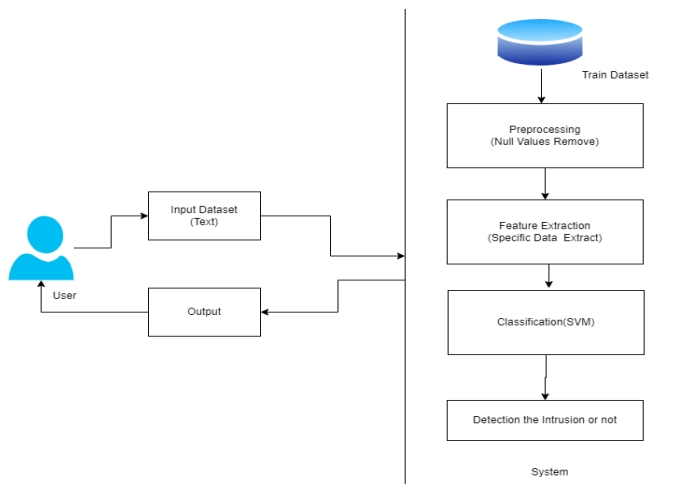 Train Dataset
Preprocessing
(Null Values Remove)
Input Dataset
(Text)
Feature Extraction
(Specific Data Extract)
User
Output
Classification(SVM)
Detection the Intrusion or not
System